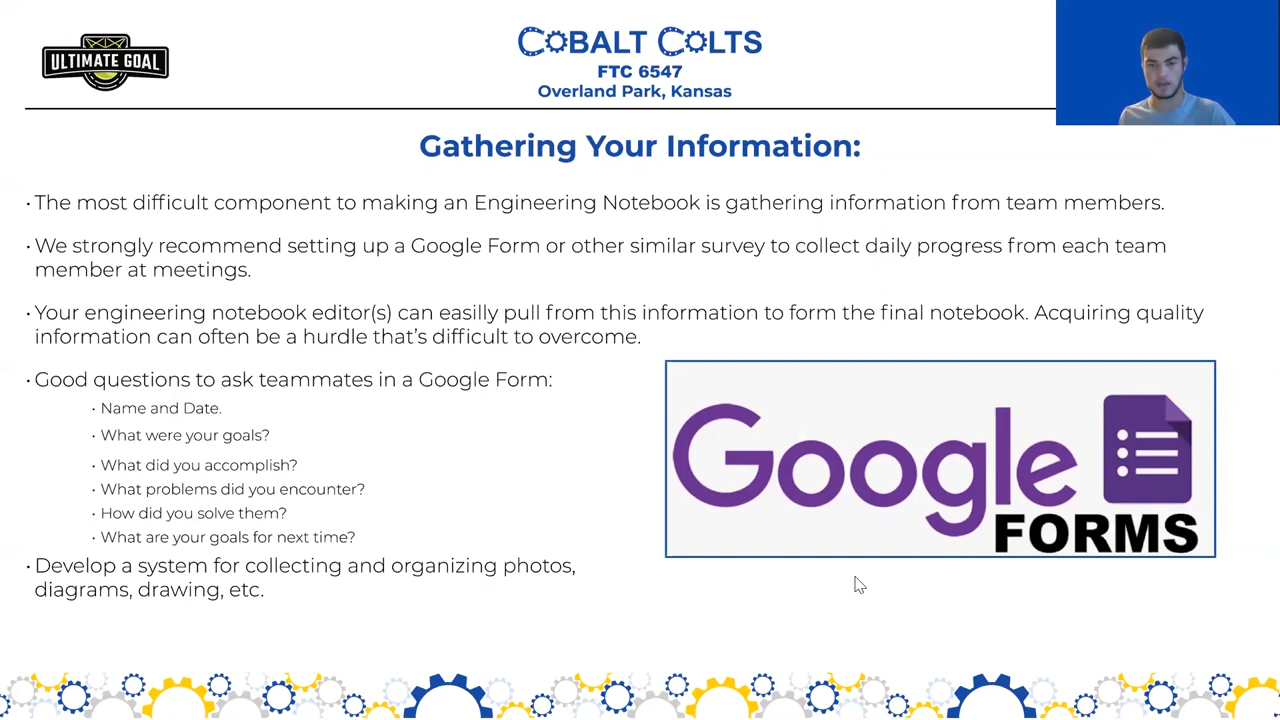 ULTIMATE GOAL
COBALT COLTS
FTC 6547
Overland Park, Kansas
Gathering Your Information:
· The most difficult component to making an Engineering Notebook is gathering information from team members.
· We strongly recommend setting up a Google Form or other similar survey to collect daily progress from each team
member at meetings.
· Your engineering notebook editor(s) can easilly pull from this information to form the final notebook. Acquiring quality
information can often be a hurdle that's difficult to overcome.
· Good questions to ask teammates in a Google Form:
· Name and Date.
· What were your goals?
· What did you accomplish?
· What problems did you encounter?
· How did you solve them?
· What are your goals for next time?
· Develop a system for collecting and organizing photos,
diagrams, drawing, etc.
Google
FORMS